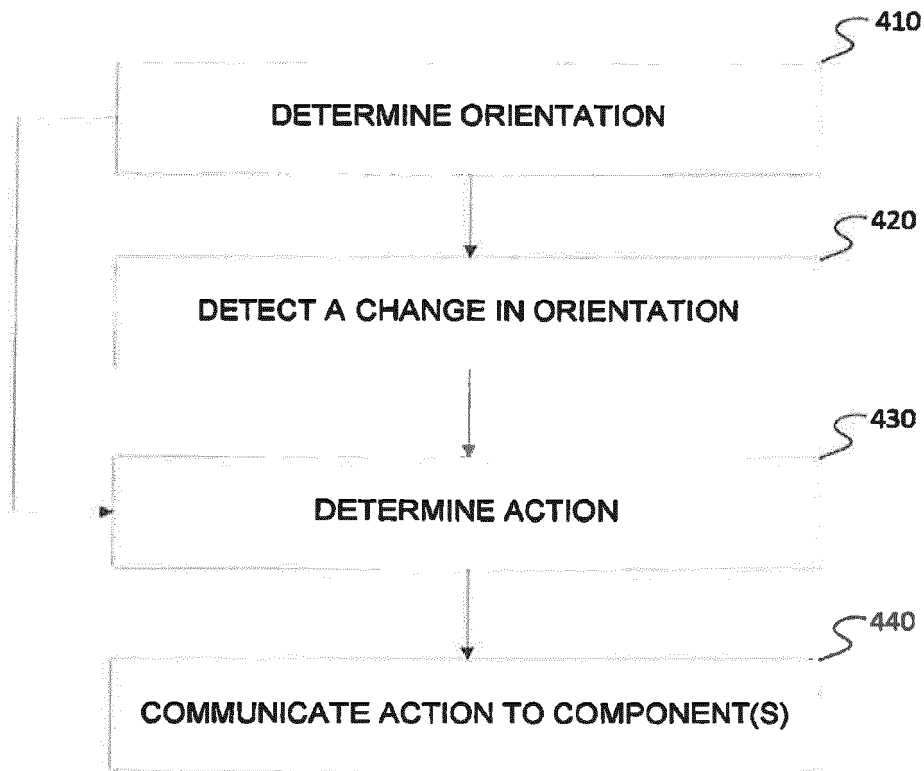 410
DETERMINE ORIENTATION
420
DETECT A CHANGE IN ORIENTATION
430
DETERMINE ACTION
440
COMMUNICATE ACTION TO COMPONENT(S)